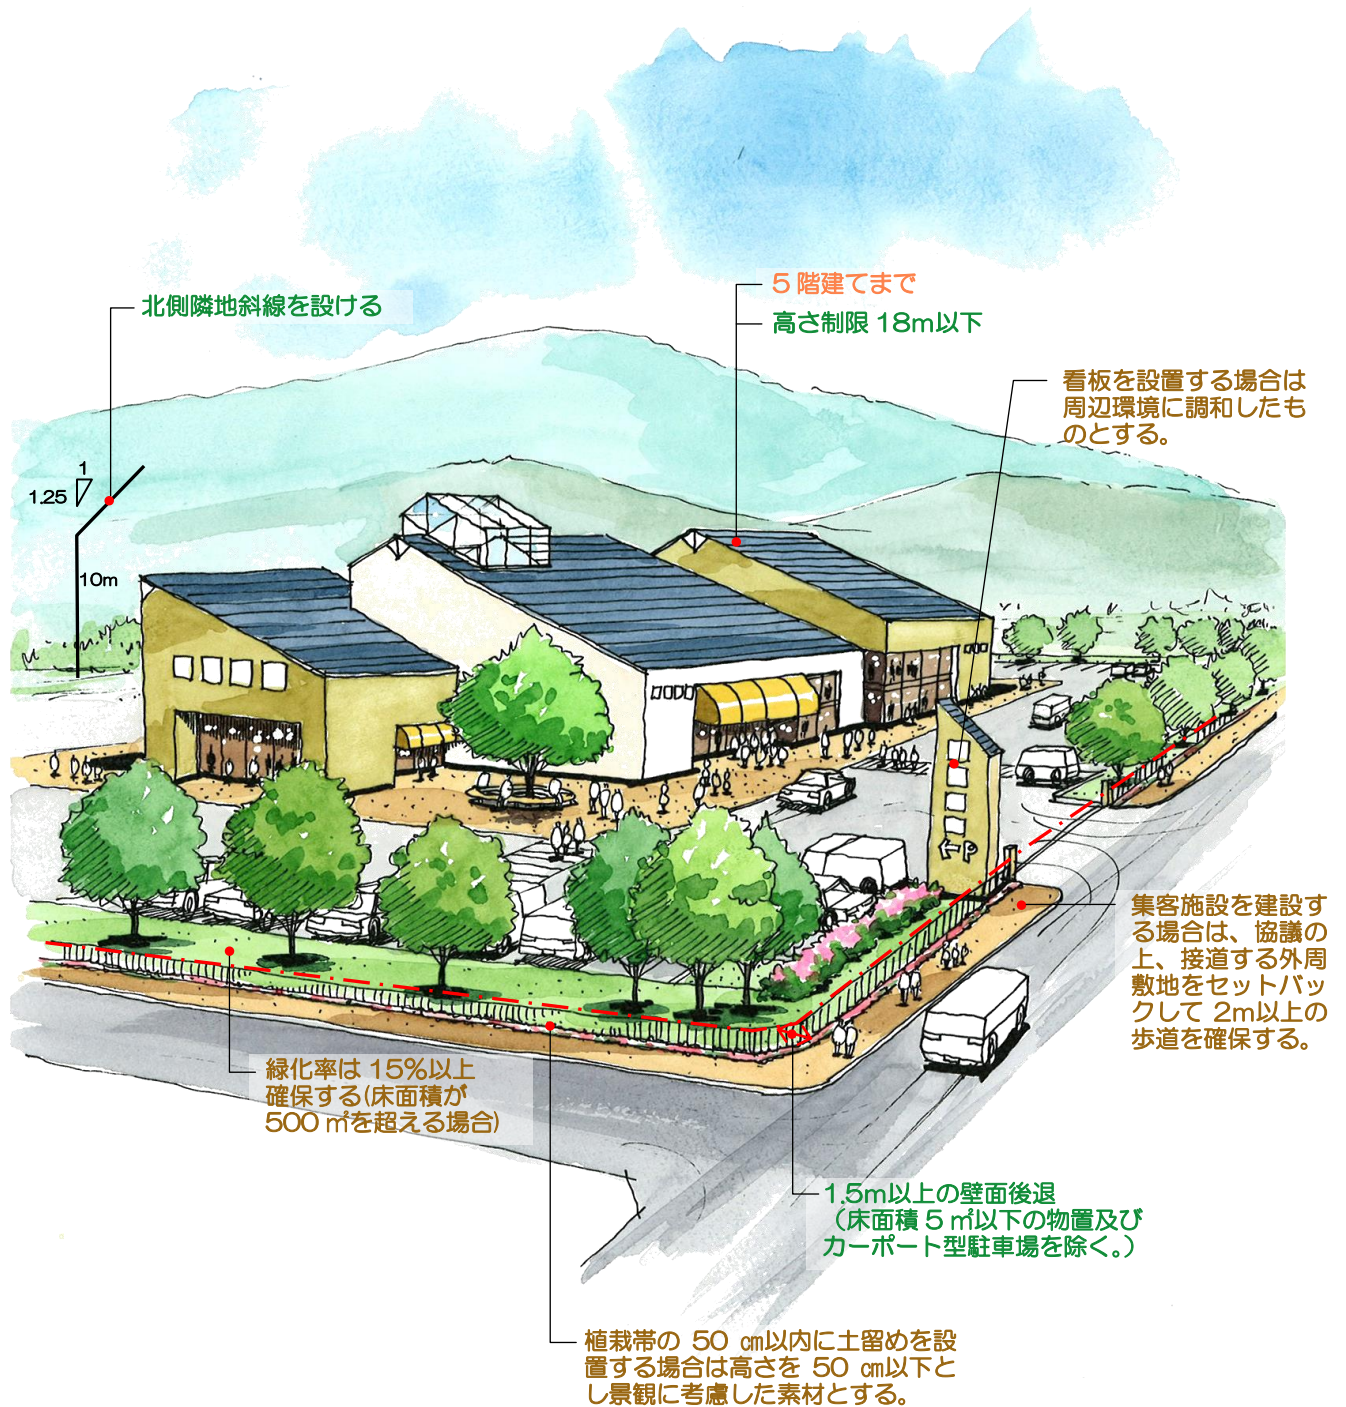 5階建てまで
北側隣地斜線を設ける
高さ制限 18m以下
看板を設置する場合は
周辺環境に調和したも
のとする。
1
1.25
10m
←P
集客施設を建設す
る場合は、協議の
上、接道する外周
敷地をセットバッ
クして 2m以上の
歩道を確保する。
緑化率は 15%以上
確保する(床面積が
500 ㎡を超える場合)
1.5m以上の壁面後退
（床面積 5 ㎡以下の物置及び
カーポート型駐車場を除く。）
植栽帯の 50 ㎝以内に土留めを設
置する場合は高さを 50 ㎝以下と
し景観に考慮した素材とする。